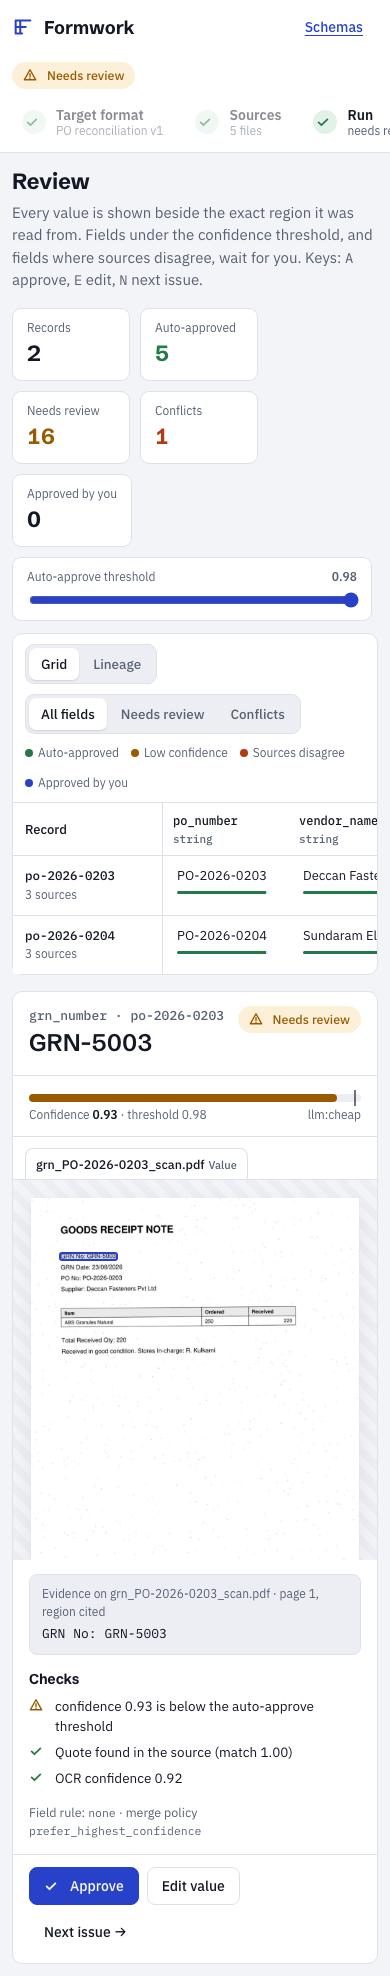 Formwork
Schemas
Needs review
Target format
PO reconciliation v1
Sources
5 files
Run
needs re
Review
Every value is shown beside the exact region it was
read from. Fields under the confidence threshold, and
fields where sources disagree, wait for you. Keys: A
approve, E edit, N next issue.
Records
2
Auto-approved
5
Needs review
16
Conflicts
1
Approved by you
0
Auto-approve threshold 0.98
Grid Lineage
All fields Needs review Conflicts
Auto-approved Low confidence Sources disagree
Approved by you
Record po_number vendor_name
string string
po-2026-0203 PO-2026-0203 Deccan Faste
3 sources
po-2026-0204 PO-2026-0204 Sundaram El
3 sources
grn_number · po-2026-0203 Needs review
GRN-5003
Confidence 0.93 · threshold 0.98 llm:cheap
grn_PO-2026-0203_scan.pdf Value
GOODS RECEIPT NOTE
GRN No: GRN-5003
GRN Date: 23/08/2026
PO No: PO-2026-0203
Supplier: Deccan Fasteners Pvt Ltd
Item Ordered Received
ABS Granules Natural 250 220
Total Received Qty: 220
Received in good condition. Stores In-charge: R. Kulkarni
Evidence on grn_PO-2026-0203_scan.pdf · page 1,
region cited
GRN No: GRN-5003
Checks
confidence 0.93 is below the auto-approve
threshold
Quote found in the source (match 1.00)
OCR confidence 0.92
Field rule: none · merge policy
prefer_highest_confidence
Approve Edit value
Next issue →